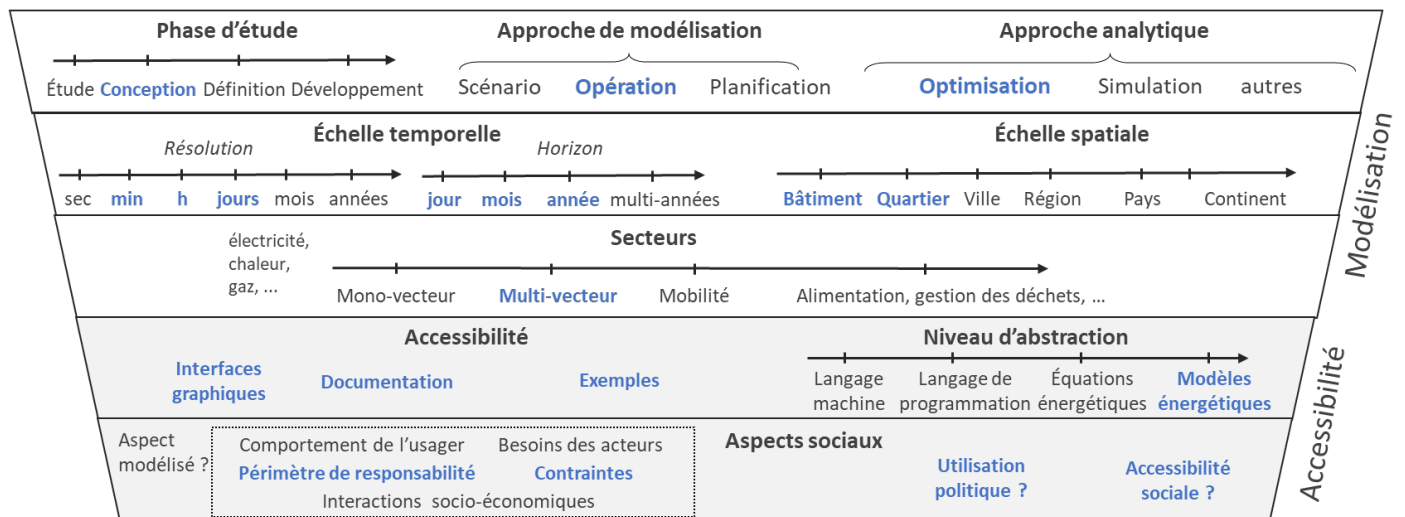 Phase d'étude
Étude Conception Définition Développement
Approche de modélisation
Scénario Opération Planification
Approche analytique
Optimisation Simulation autres
Échelle temporelle
Résolution
sec min h jours mois années
Horizon
jour mois année multi-années
Échelle spatiale
Bâtiment Quartier Ville Région Pays Continent
Modélisation
Secteurs
électricité,
chaleur,
gaz, ...
Mono-vecteur Multi-vecteur Mobilité Alimentation, gestion des déchets, ...
Accessibilité
Interfaces
graphiques
Documentation
Exemples
Niveau d'abstraction
Langage
machine
Langage de
programmation
Équations
énergétiques
Modèles
énergétiques
Accessibilité
Aspects sociaux
Aspect
modélisé ?
Comportement de l'usager Besoins des acteurs
Périmètre de responsabilité Contraintes
Interactions socio-économiques
Utilisation
politique ?
Accessibilité
sociale ?